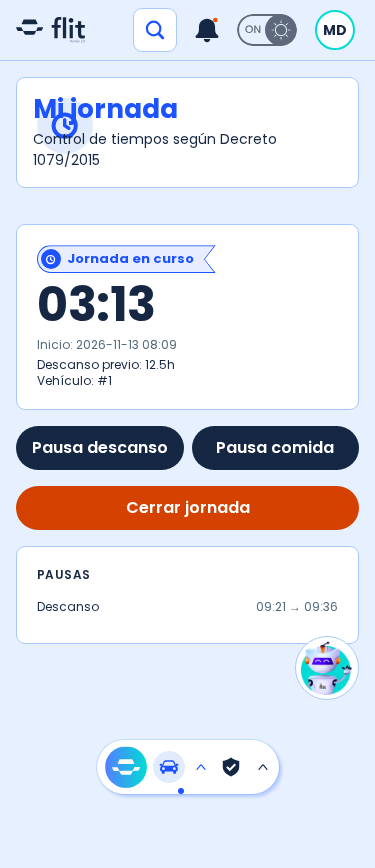 flit
ON
MD
Mi jornada
Control de tiempos según Decreto
1079/2015
Jornada en curso
03:13
Inicio: 2026-11-13 08:09
Descanso previo: 12.5h
Vehículo: #1
Pausa descanso
Pausa comida
Cerrar jornada
PAUSAS
Descanso
09:21 → 09:36